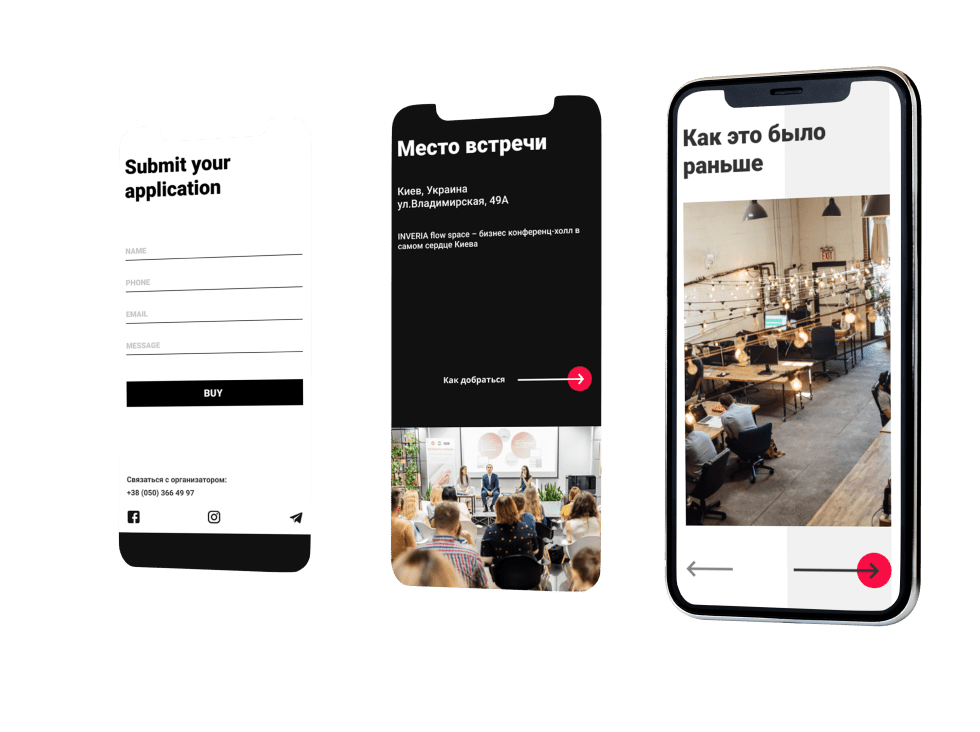 Submit your
application
NAME
PHONE
EMAIL
MESSAGE
BUY
Связаться с организатором:
+38 (050) 366 49 97
Место встречи
Киев, Украина
ул.Владимирская, 49А
INVERIA flow space – бизнес конференц-холл в
самом сердце Киева
Как добраться
Как это было
раньше